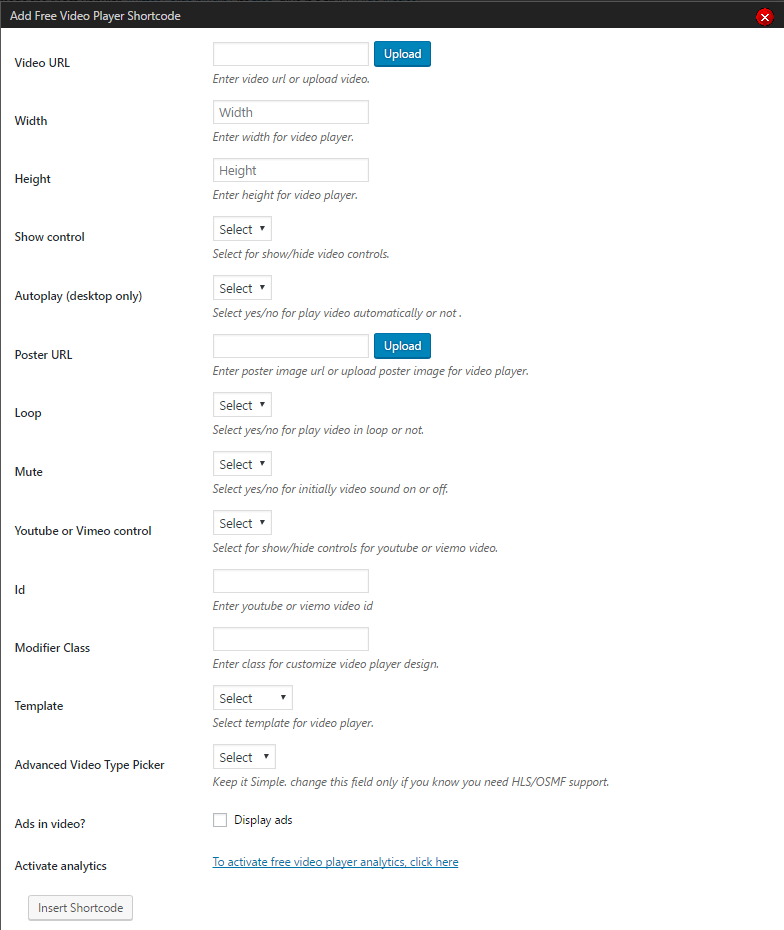 Add Free Video Player Shortcode
Video URL
Upload
Enter video url or upload video.
Width
Width
Enter width for video player.
Height
Height
Enter height for video player.
Show control
Select
Select for show/hide video controls.
Autoplay (desktop only)
Select
Select yes/no for play video automatically or not .
Poster URL
Upload
Enter poster image url or upload poster image for video player.
Loop
Select
Select yes/no for play video in loop or not.
Mute
Select
Select yes/no for initially video sound on or off.
Youtube or Vimeo control
Select
Select for show/hide controls for youtube or viemo video.
Id
Enter youtube or viemo video id
Modifier Class
Enter class for customize video player design.
Template
Select
Select template for video player.
Advanced Video Type Picker
Select
Keep it Simple. change this field only if you know you need HLS/OSMF support.
Ads in video?
Display ads
Activate analytics
To activate free video player analytics, click here
Insert Shortcode